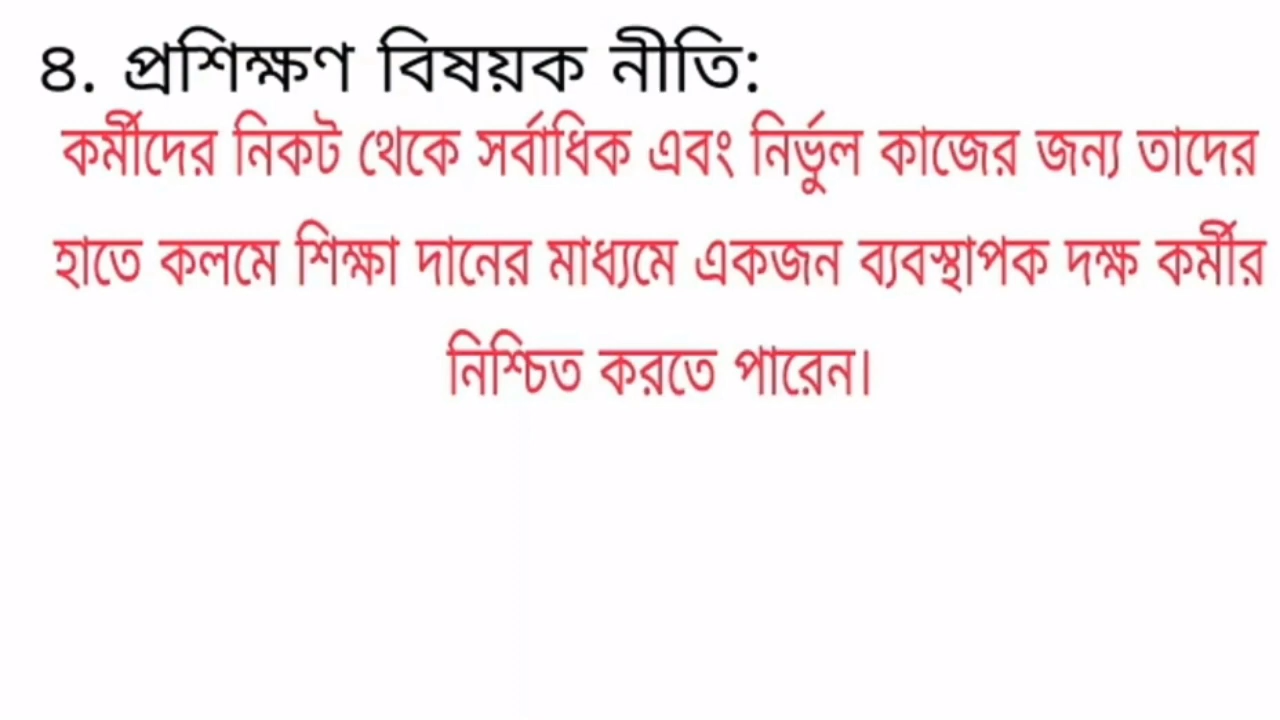 ৪. প্রশিক্ষণ বিষয়ক নীতি:
কর্মীদের নিকট থেকে সর্বাধিক এবং নির্ভুল কাজের জন্য তাদের
হাতে কলমে শিক্ষা দানের মাধ্যমে একজন ব্যবস্থাপক দক্ষ কর্মীর
নিশ্চিত করতে পারেন।